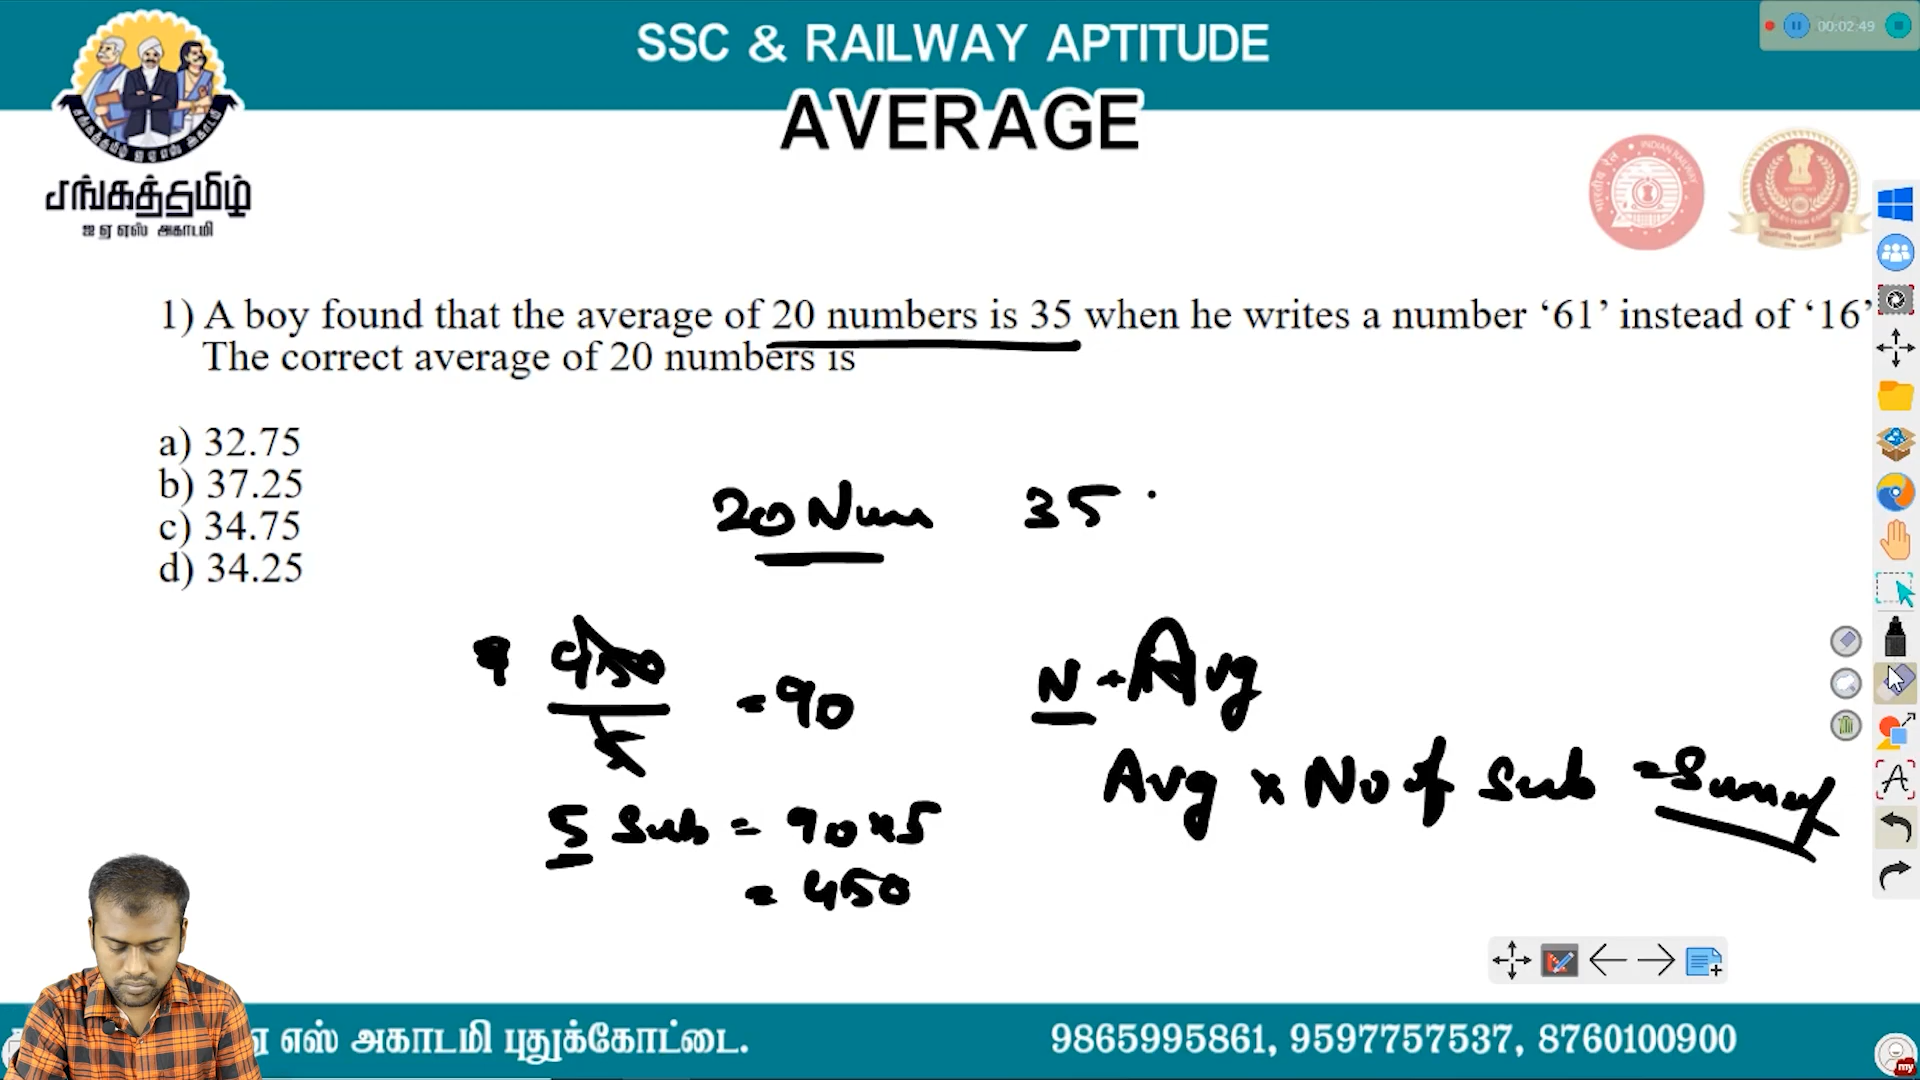 SSC & RAILWAY APTITUDE
00:02:49
AVERAGE
சங்கத்தமிழ்
ஐ ஏ எஸ் அகாடமி
1) A boy found that the average of 20 numbers is 35 when he writes a number ‘61’ instead of ‘16’
The correct average of 20 numbers is
a) 32.75
b) 37.25
c) 34.75
d) 34.25
20 Num 35
450
= 90
N → Avg
5
Avg x No of Sub = Sum of
5 Sub = 90x5
= 450
ஏ எஸ் அகாடமி புதுக்கோட்டை.
9865995861, 9597757537, 8760100900